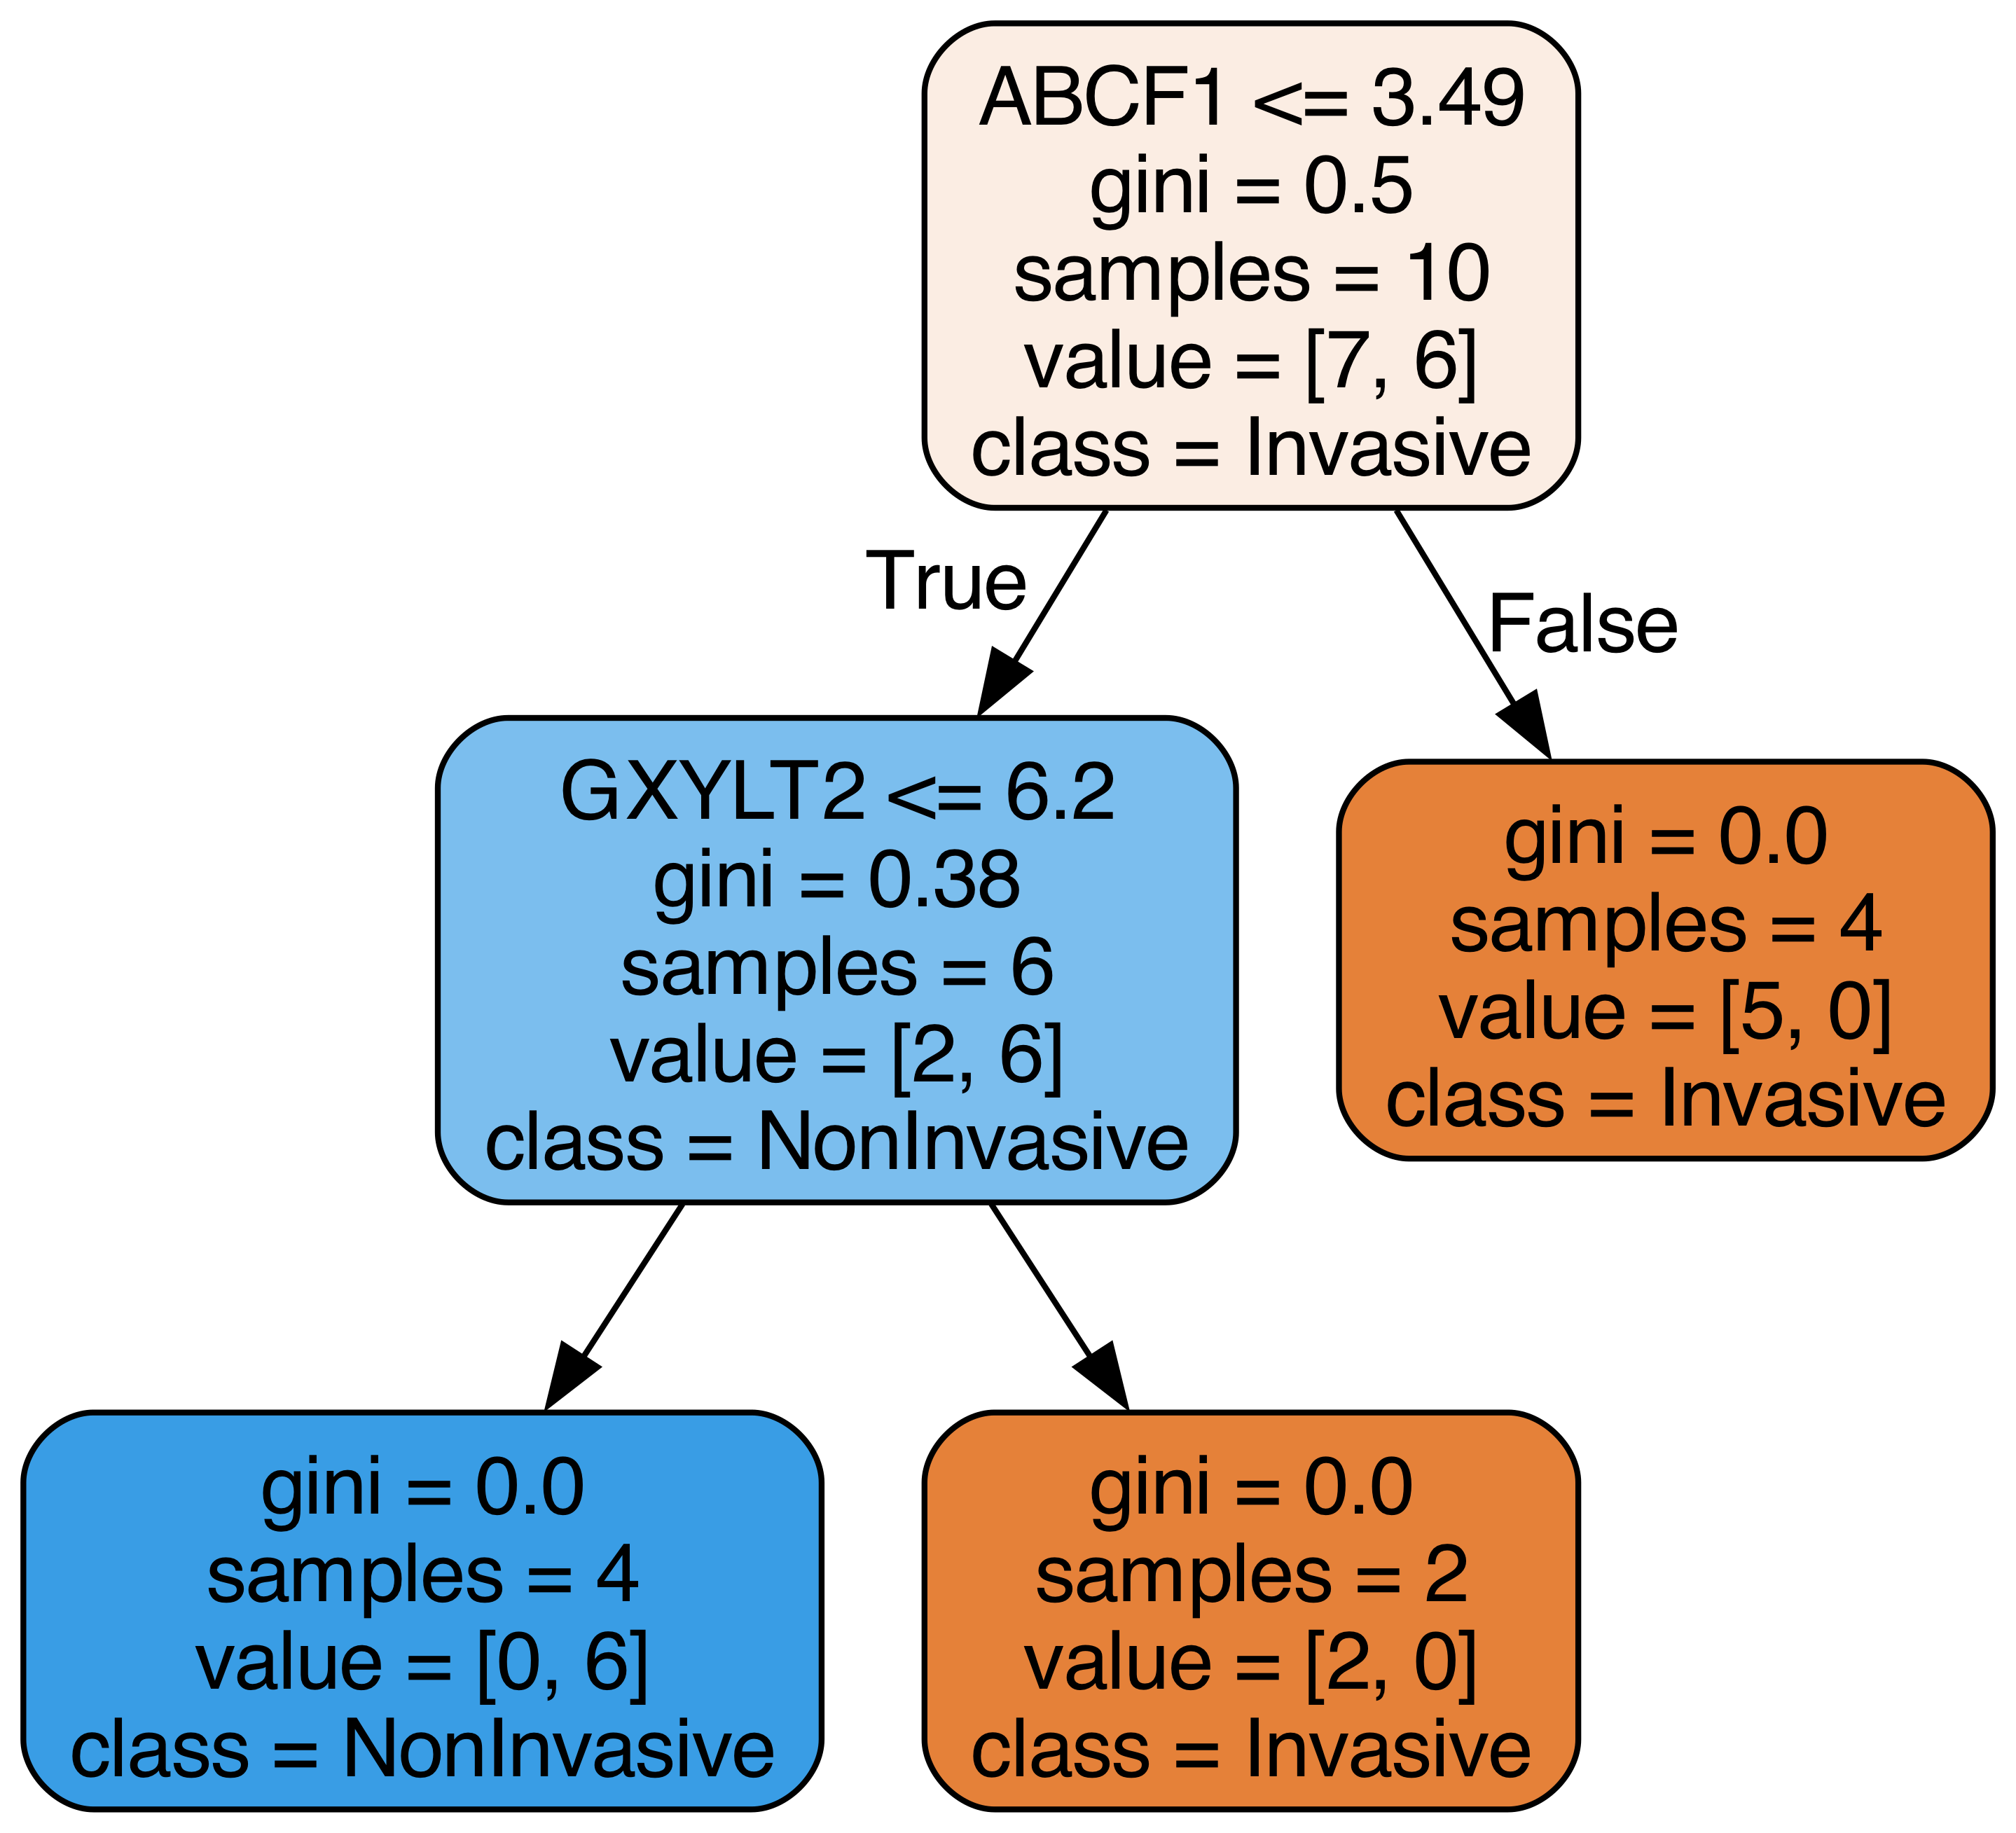 ABCF1 <= 3.49
gini = 0.5
samples = 10
value = [7, 6]
class = Invasive
True
False
GXYLT2 <= 6.2
gini = 0.38
samples = 6
value = [2, 6]
class = NonInvasive
gini = 0.0
samples = 4
value = [5, 0]
class = Invasive
gini = 0.0
samples = 4
value = [0, 6]
class = NonInvasive
gini = 0.0
samples = 2
value = [2, 0]
class = Invasive